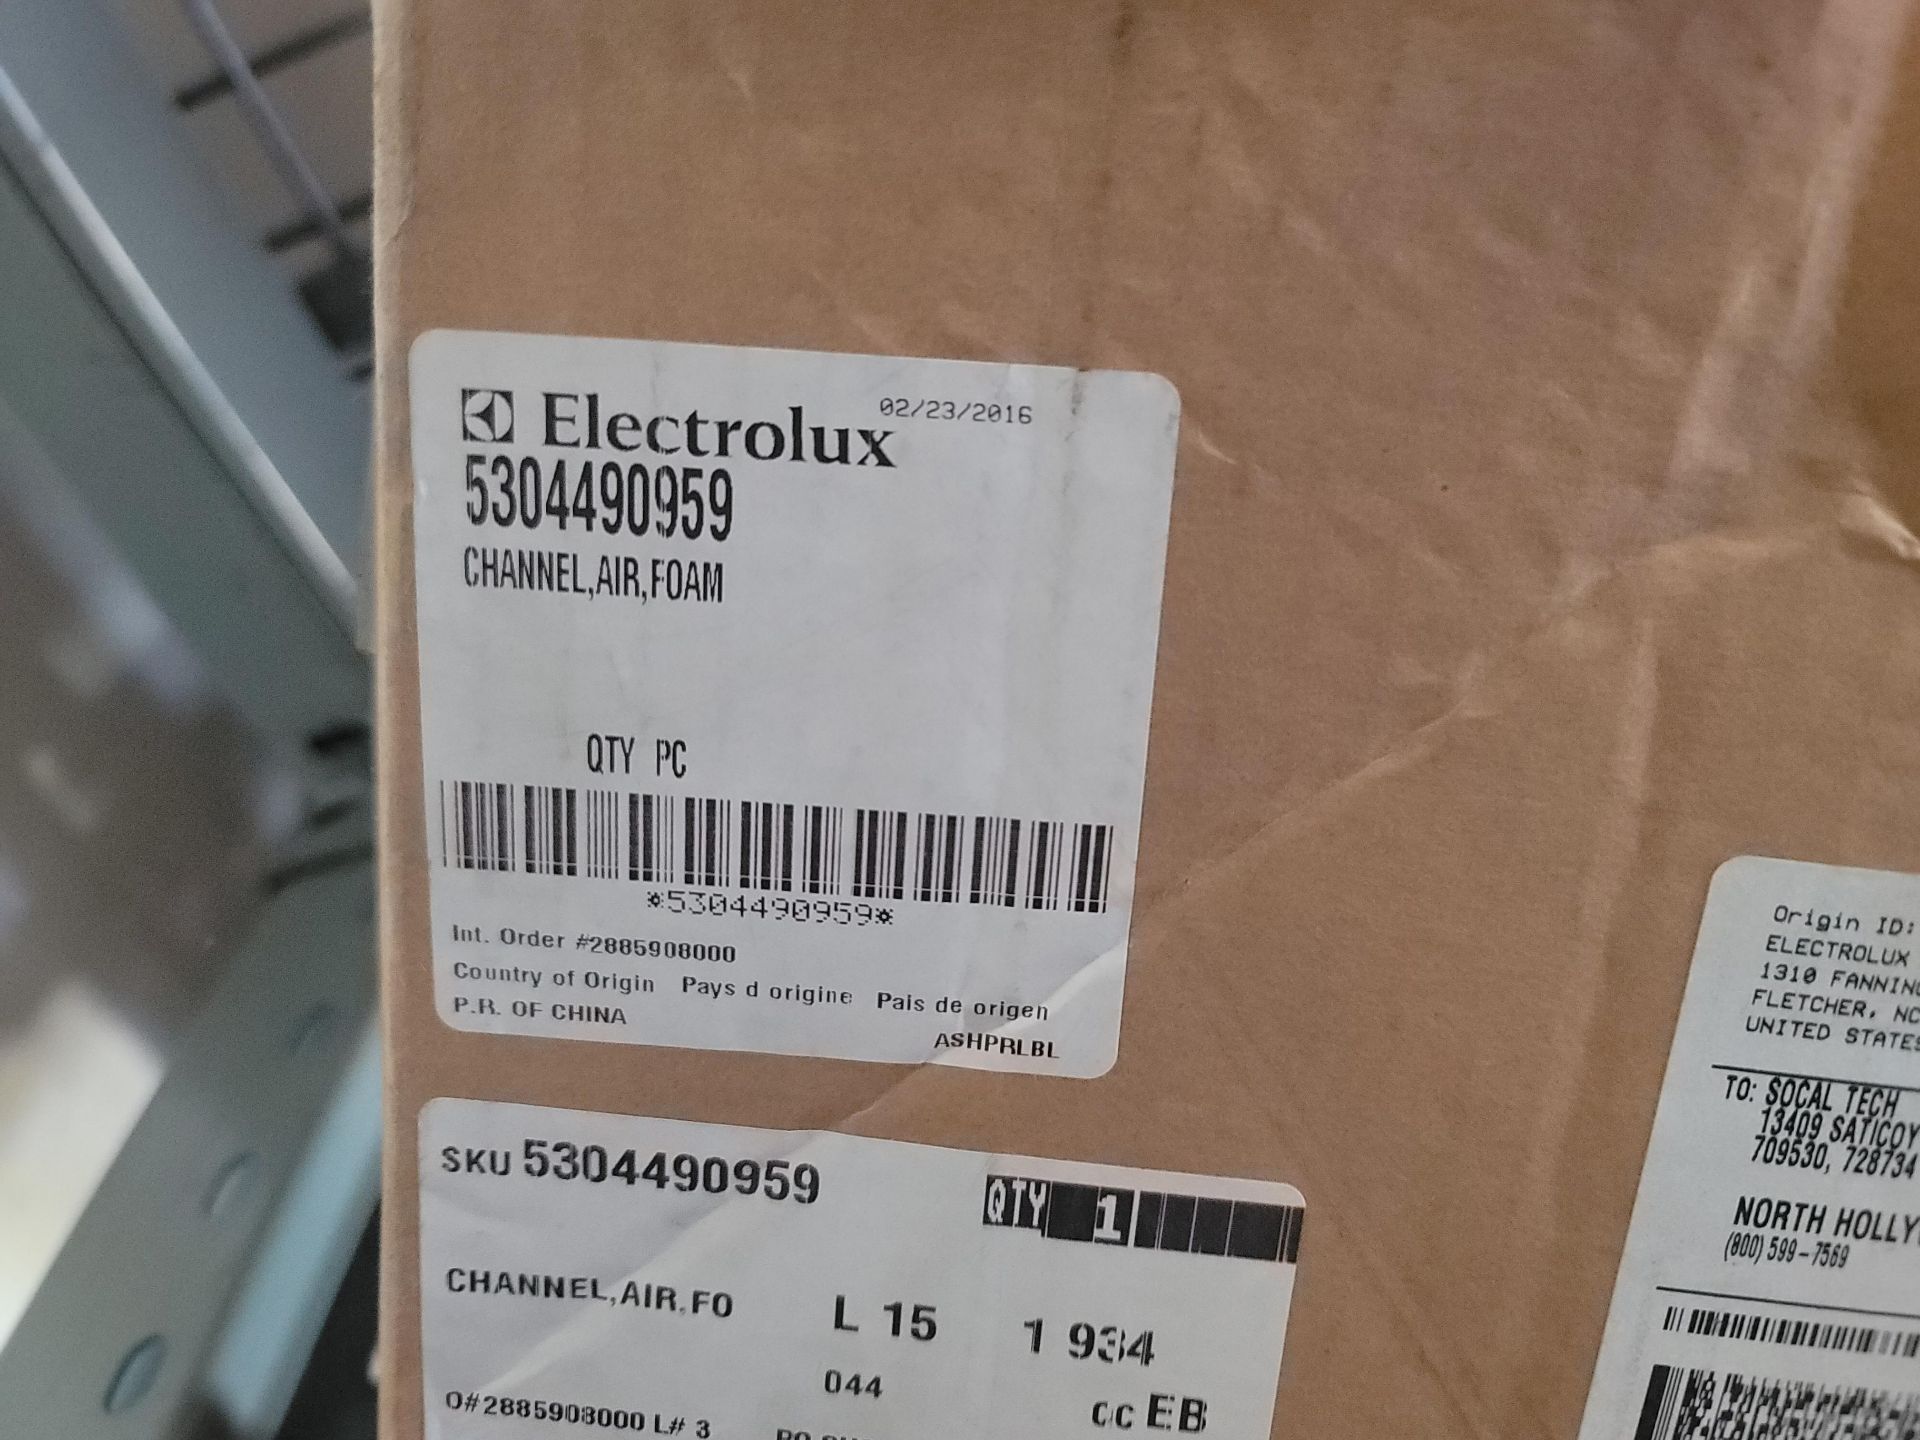 Electrolux 02/23/2016
5304490959
CHANNEL,AIR,FOAM
QTY PC
*5304490959*
Int. Order #2885908000
Country of Origin Pays d origine Pais de origen
P.R. OF CHINA
ASHPRLBL
SKU 5304490959
QTY 1
CHANNEL,AIR,FO
L 15
1 934
044
CC EB
O#2885908000 L# 3
Origin ID:
ELECTROLUX
1310 FANNING
FLETCHER, NC
UNITED STATES
TO: SOCAL TECH
13409 SATICOY
709530, 728734
NORTH HOLLY
(800) 599-7569